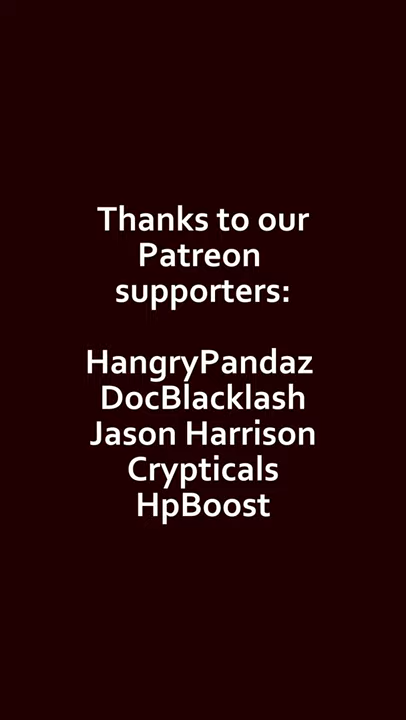 Thanks to our
Patreon
supporters:
HangryPandaz
DocBlacklash
Jason Harrison
Crypticals
HpBoost